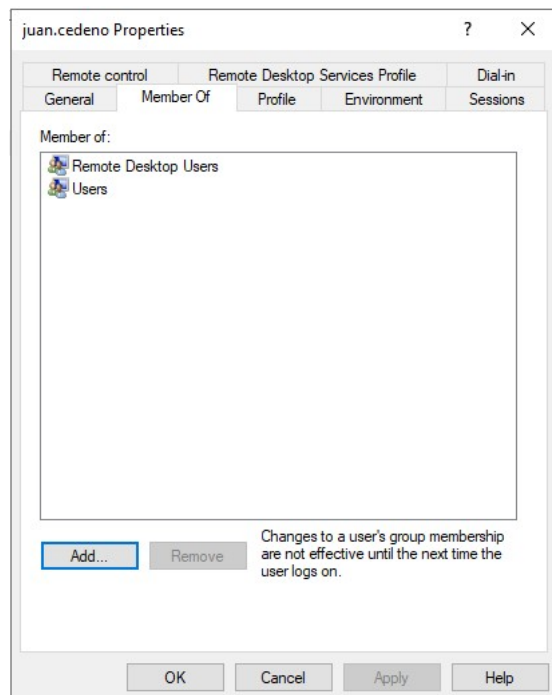 juan.cedeno Properties
?
Remote control
Remote Desktop Services Profile
Dial-in
General
Member Of
Profile
Environment
Sessions
Member of:
Remote Desktop Users
Users
Add...
Remove
Changes to a user's group membership
are not effective until the next time the
user logs on.
OK
Cancel
Apply
Help